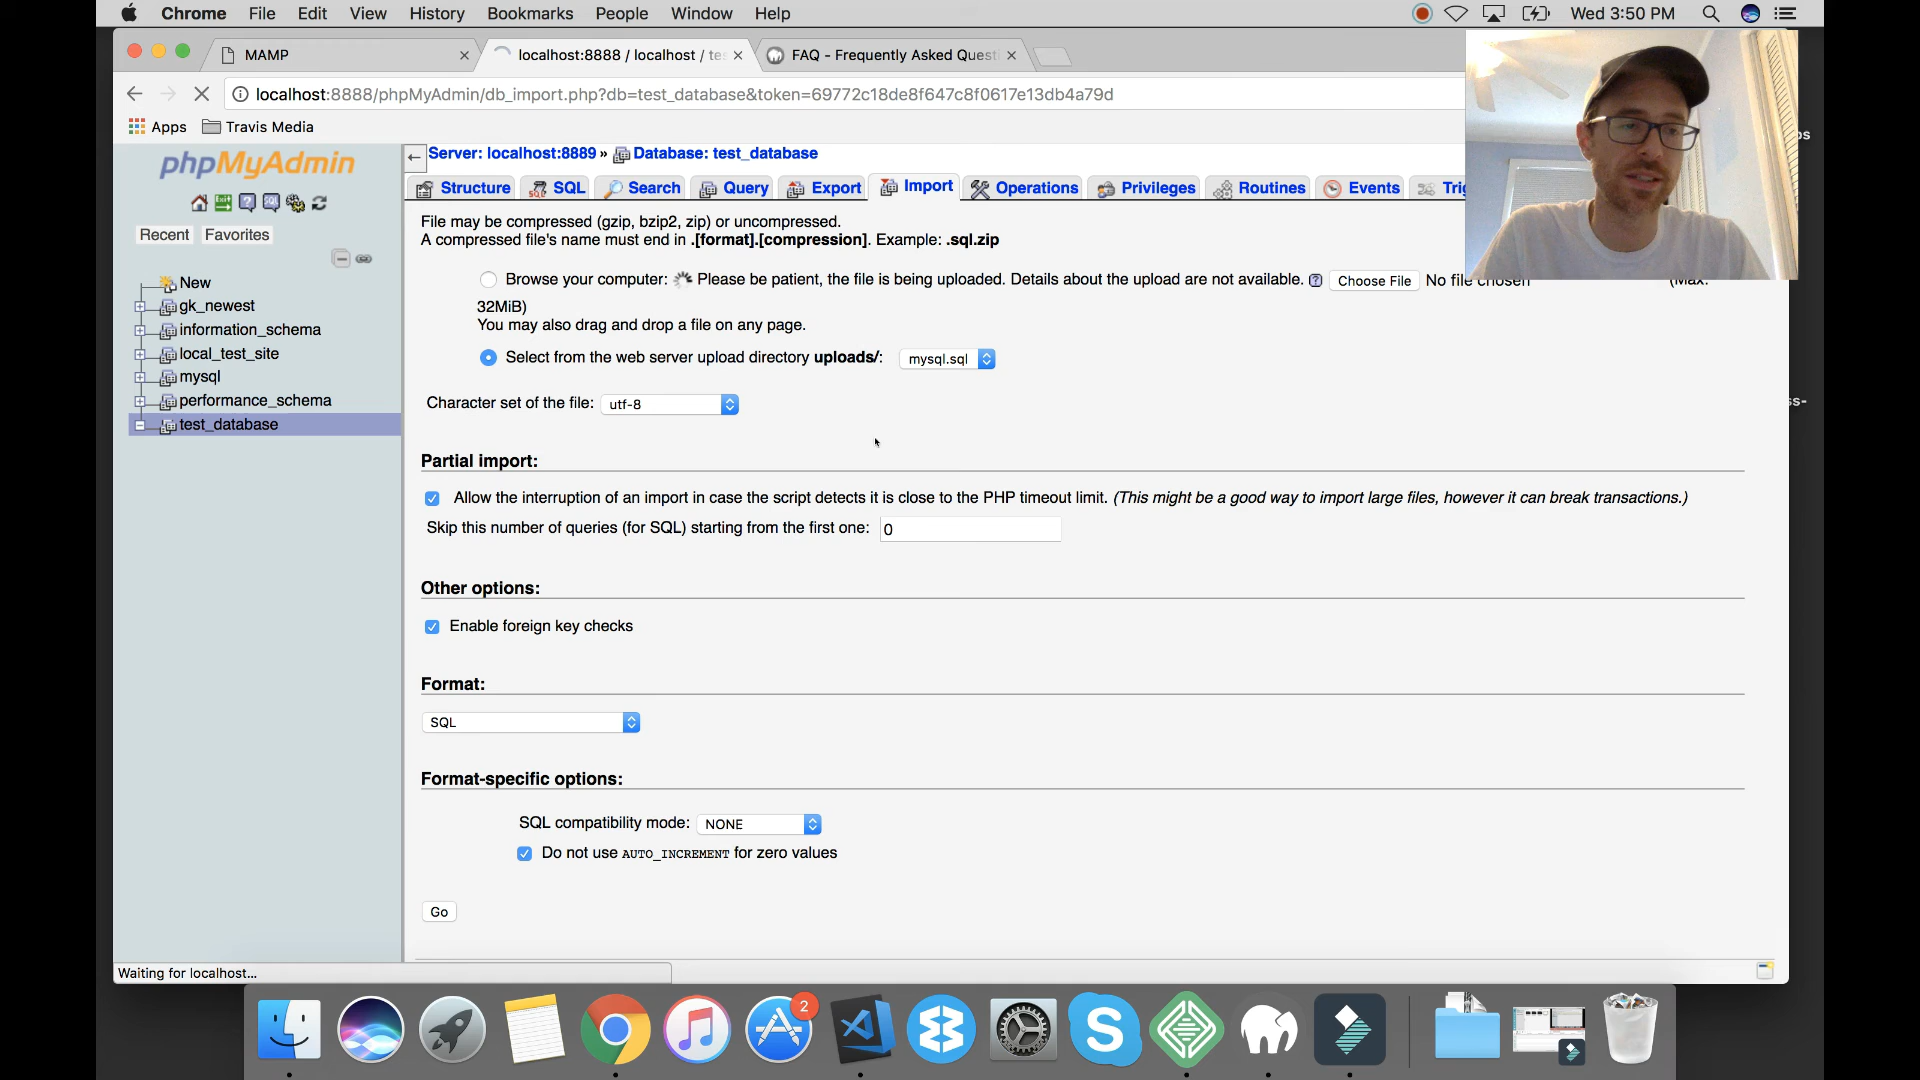 Chrome File Edit View History Bookmarks People Window Help Wed 3:50 PM
MAMP
localhost:8888 / localhost / te
FAQ - Frequently Asked Quest
localhost:8888/phpMyAdmin/db_import.php?db=test_database&token=69772c18de8f647c8f0617e13db4a79d
Apps Travis Media
phpMyAdmin
Recent Favorites
New
gk_newest
information_schema
local_test_site
mysql
performance_schema
test_database
Server: localhost:8889 » Database: test_database
Structure SQL Search Query Export Import Operations Privileges Routines Events Trig
File may be compressed (gzip, bzip2, zip) or uncompressed.
A compressed file's name must end in .[format].[compression]. Example: .sql.zip
Browse your computer: Please be patient, the file is being uploaded. Details about the upload are not available. Choose File No file chosen (Max:
32MiB)
You may also drag and drop a file on any page.
Select from the web server upload directory uploads/: mysql.sql
Character set of the file: utf-8
Partial import:
Allow the interruption of an import in case the script detects it is close to the PHP timeout limit. (This might be a good way to import large files, however it can break transactions.)
Skip this number of queries (for SQL) starting from the first one: 0
Other options:
Enable foreign key checks
Format:
SQL
Format-specific options:
SQL compatibility mode: NONE
Do not use AUTO_INCREMENT for zero values
Go
Waiting for localhost...
2
S